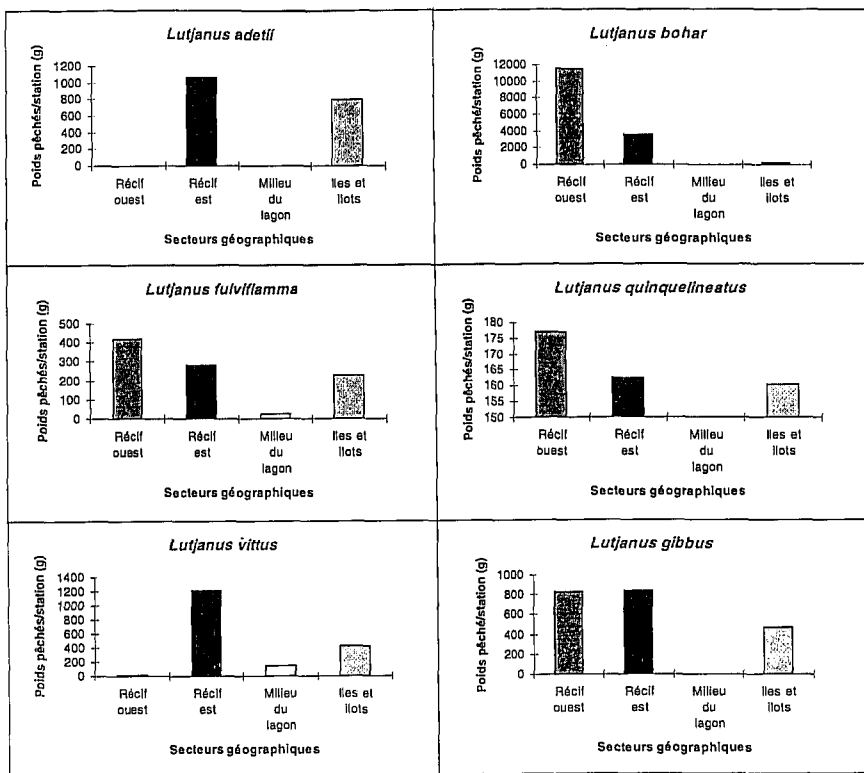 Lutjanus adetii
Poids pêchés/station (g)
1200
1000
800
600
400
200
0
Récif ouest
Récif est
Milieu du lagon
Iles et ilots
Secteurs géographiques
Lutjanus bohar
Poids pêché/station (g)
12000
10000
8000
6000
4000
2000
0
Récif ouest
Récif est
Milieu du lagon
Iles et ilots
Secteurs géographiques
Lutjanus fulviflamma
Poids pêchés/station (g)
500
400
300
200
100
0
Récif ouest
Récif est
Milieu du lagon
Iles et ilots
Secteurs géographiques
Lutjanus quinquelineatus
Poids pêché/station (g)
180
175
170
165
160
155
150
Récif ouest
Récif est
Milieu du lagon
Iles et ilots
Secteurs géographiques
Lutjanus vittus
Poids pêchés/station (g)
1400
1200
1000
800
600
400
200
0
Récif ouest
Récif est
Milieu du lagon
Iles et ilots
Secteurs géographiques
Lutjanus gibbus
Poids pêché/station (g)
1000
800
600
400
200
0
Récif ouest
Récif est
Milieu du lagon
Iles et ilots
Secteurs géographiques